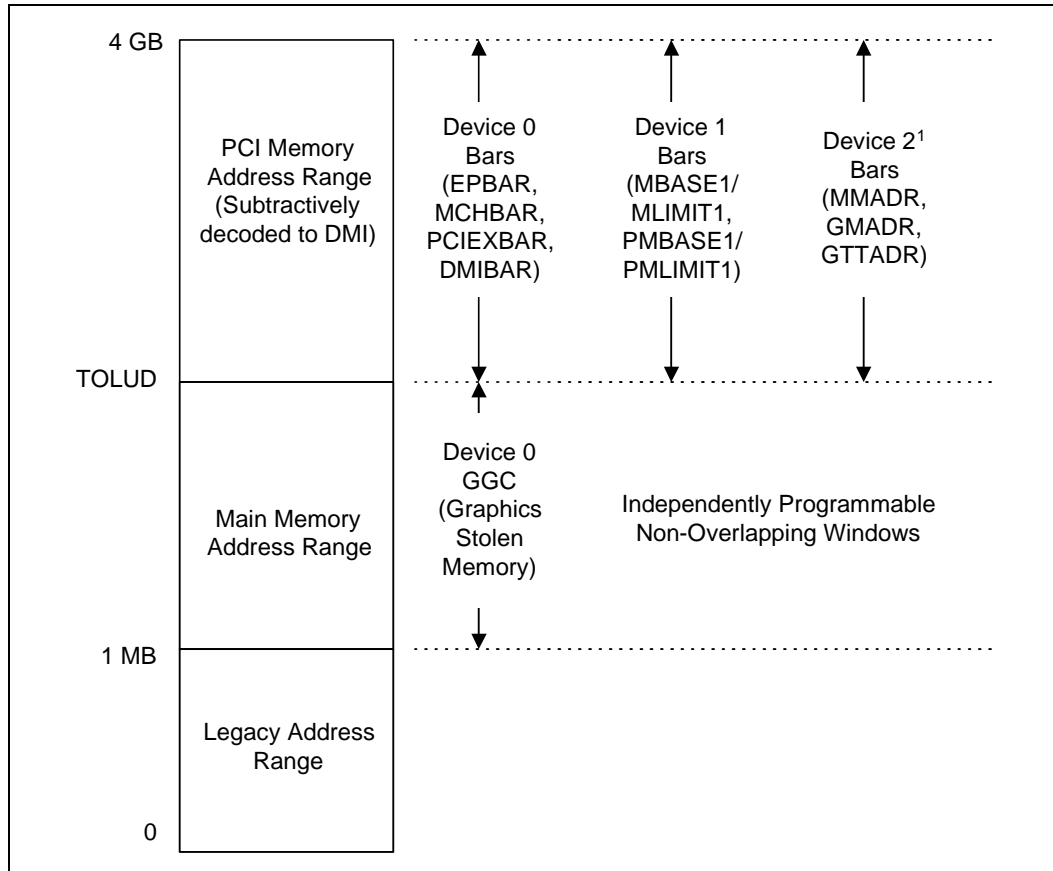 4 GB
PCI Memory
Address Range
(Subtractively
decoded to DMI)
Device 0
Bars
(EPBAR,
MCHBAR,
PCIEXBAR,
DMIBAR)
Device 1
Bars
(MBASE1/
MLIMIT1,
PMBASE1/
PMLIMIT1)
Device 2¹
Bars
(MMADR,
GMADR,
GTTADR)
TOLUD
Main Memory
Address Range
Device 0
GGC
(Graphics
Stolen
Memory)
Independently Programmable
Non-Overlapping Windows
1 MB
Legacy Address
Range
0